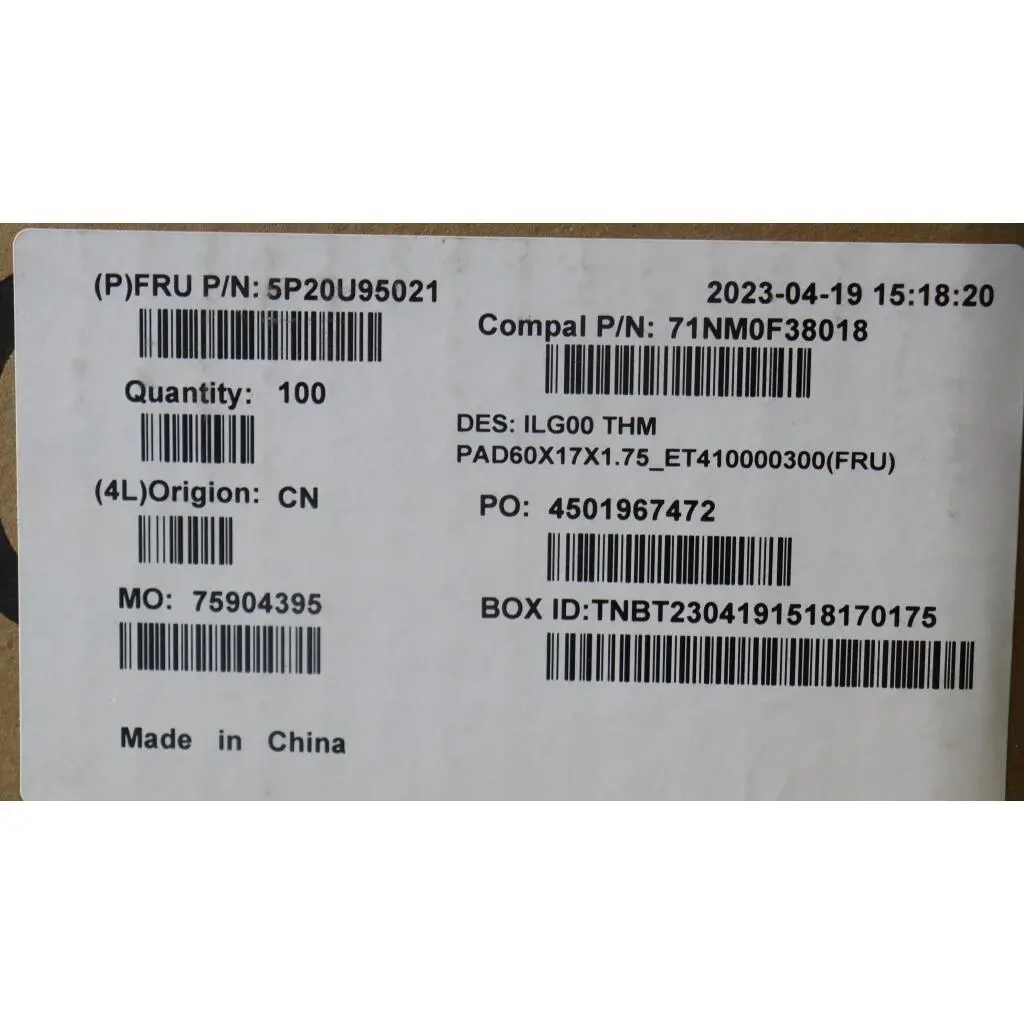 (P)FRU P/N: 5P20U95021
2023-04-19 15:18:20
Compal P/N: 71NM0F38018
Quantity: 100
DES: ILG00 THM
PAD60X17X1.75_ET410000300(FRU)
(4L)Origion: CN
PO: 4501967472
MO: 75904395
BOX ID:TNBT2304191518170175
Made in China